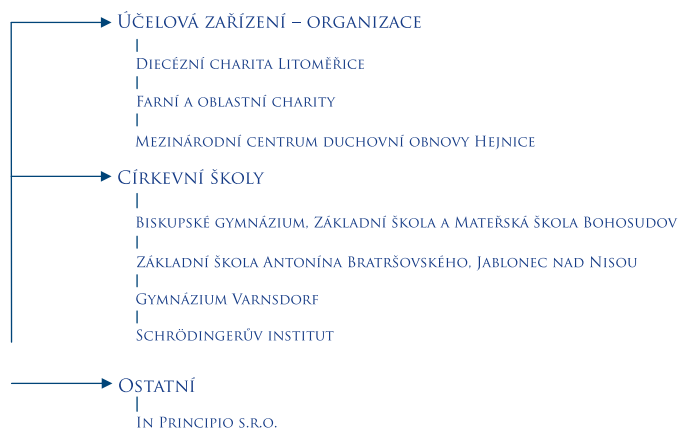 Účelová zařízení – organizace
Diecézní charita Litoměřice
Farní a oblastní charity
Mezinárodní centrum duchovní obnovy Hejnice
Církevní školy
Biskupské gymnázium, Základní škola a Mateřská škola Bohosudov
Základní škola Antonína Bratršovského, Jablonec nad Nisou
Gymnázium Varnsdorf
Schrödingerův institut
Ostatní
In Principio s.r.o.